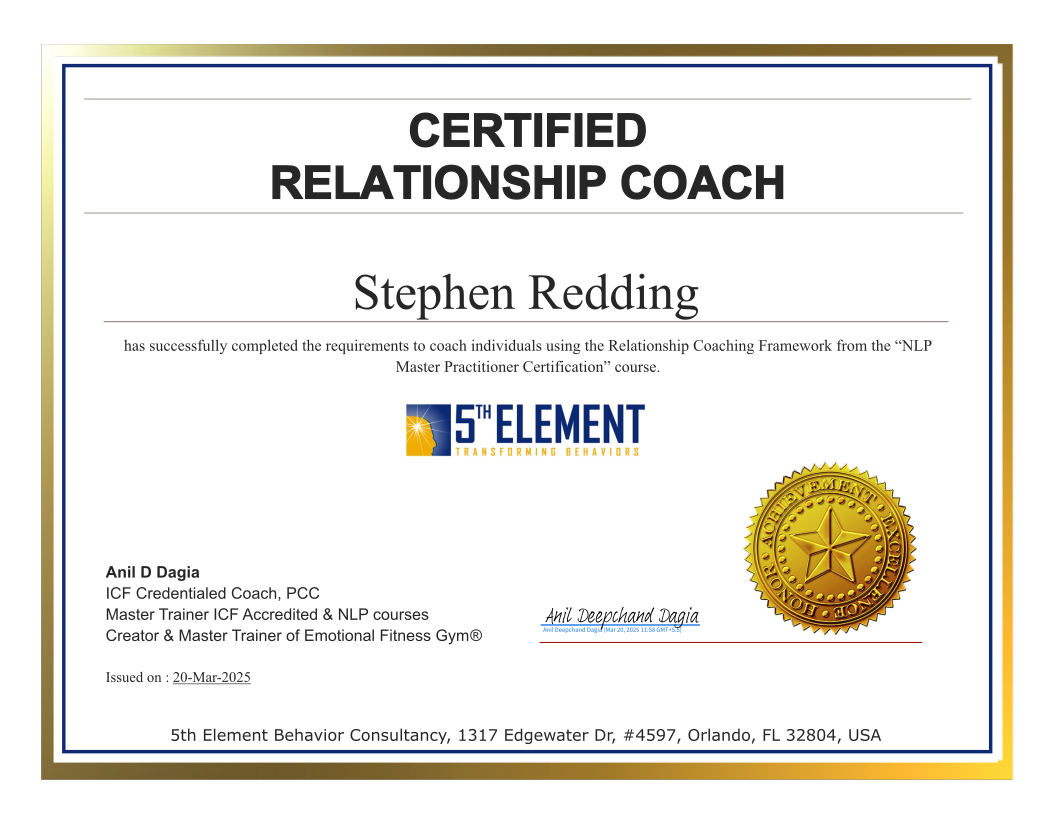 CERTIFIED
RELATIONSHIP COACH
Stephen Redding
has successfully completed the requirements to coach individuals using the Relationship Coaching Framework from the “NLP
Master Practitioner Certification” course.
5TH ELEMENT
TRANSFORMING BEHAVIORS
HONOR • ACHIEVEMENT • EXCELLENCE •
Anil D Dagia
ICF Credentialed Coach, PCC
Master Trainer ICF Accredited & NLP courses
Creator & Master Trainer of Emotional Fitness Gym®
Anil Deepchand Dagia
Anil Deepchand Dagia (Mar 20, 2025 11:58 GMT+5.5)
Issued on : 20-Mar-2025
5th Element Behavior Consultancy, 1317 Edgewater Dr, #4597, Orlando, FL 32804, USA